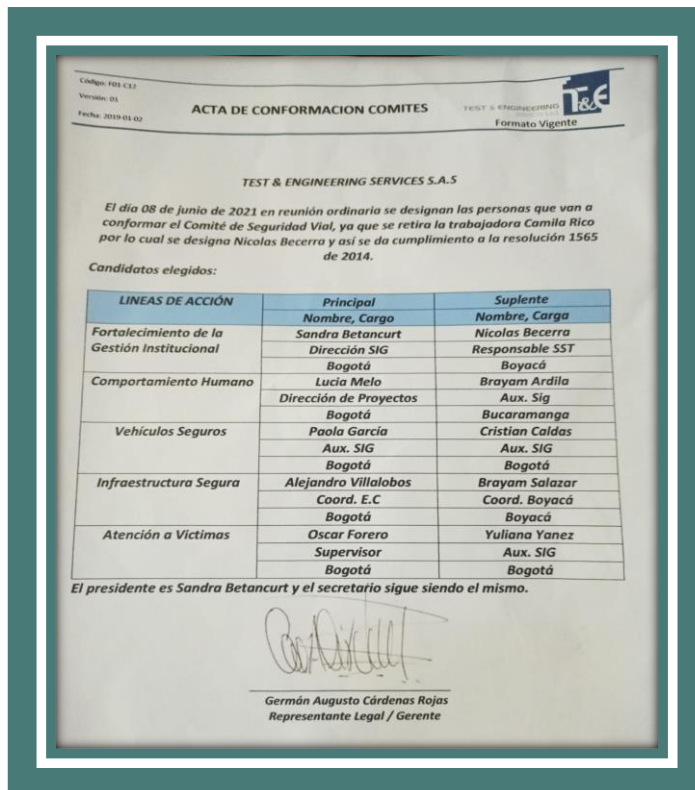 Código: F01-C12
Versión: 01
Fecha: 2019-01-02
ACTA DE CONFORMACION COMITES
TEST & ENGINEERING
T&E
Formato Vigente
TEST & ENGINEERING SERVICES S.A.S
El día 08 de junio de 2021 en reunión ordinaria se designan las personas que van a
conformar el Comité de Seguridad Vial, ya que se retira la trabajadora Camila Rico
por lo cual se designa Nicolas Becerra y así se da cumplimiento a la resolución 1565
de 2014.
Candidatos elegidos:
LINEAS DE ACCIÓN Principal Suplente
Nombre, Cargo Nombre, Carga
Fortalecimiento de la Sandra Betancurt Nicolas Becerra
Gestión Institucional Dirección SIG Responsable SST
Bogotá Boyacá
Comportamiento Humano Lucia Melo Brayam Ardila
Dirección de Proyectos Aux. Sig
Bogotá Bucaramanga
Vehículos Seguros Paola García Cristian Caldas
Aux. SIG Aux. SIG
Bogotá Bogotá
Infraestructura Segura Alejandro Villalobos Brayam Salazar
Coord. E.C Coord. Boyacá
Bogotá Boyacá
Atención a Victimas Oscar Forero Yuliana Yanez
Supervisor Aux. SIG
Bogotá Bogotá
El presidente es Sandra Betancurt y el secretario sigue siendo el mismo.
Germán Augusto Cárdenas Rojas
Representante Legal / Gerente